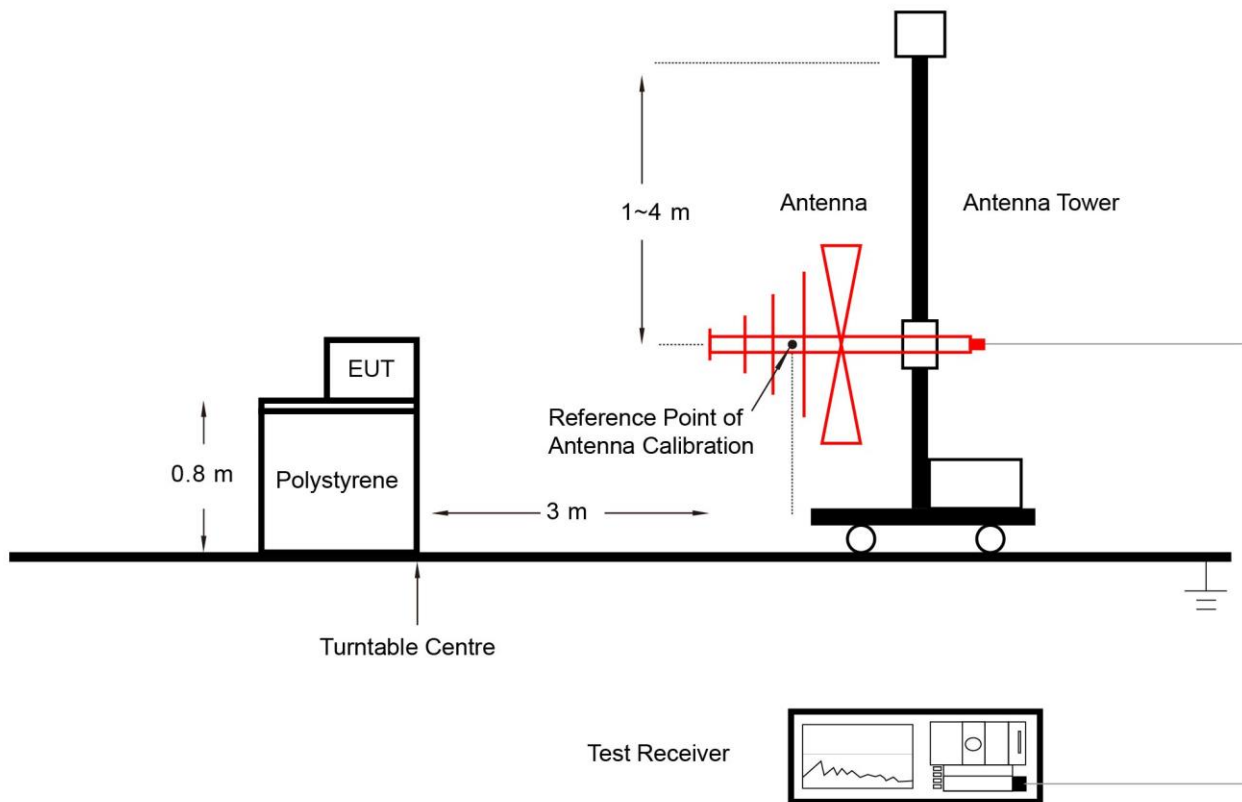 1~4 m
Antenna
Antenna Tower
EUT
Reference Point of
Antenna Calibration
0.8 m
Polystyrene
3 m
Turntable Centre
Test Receiver